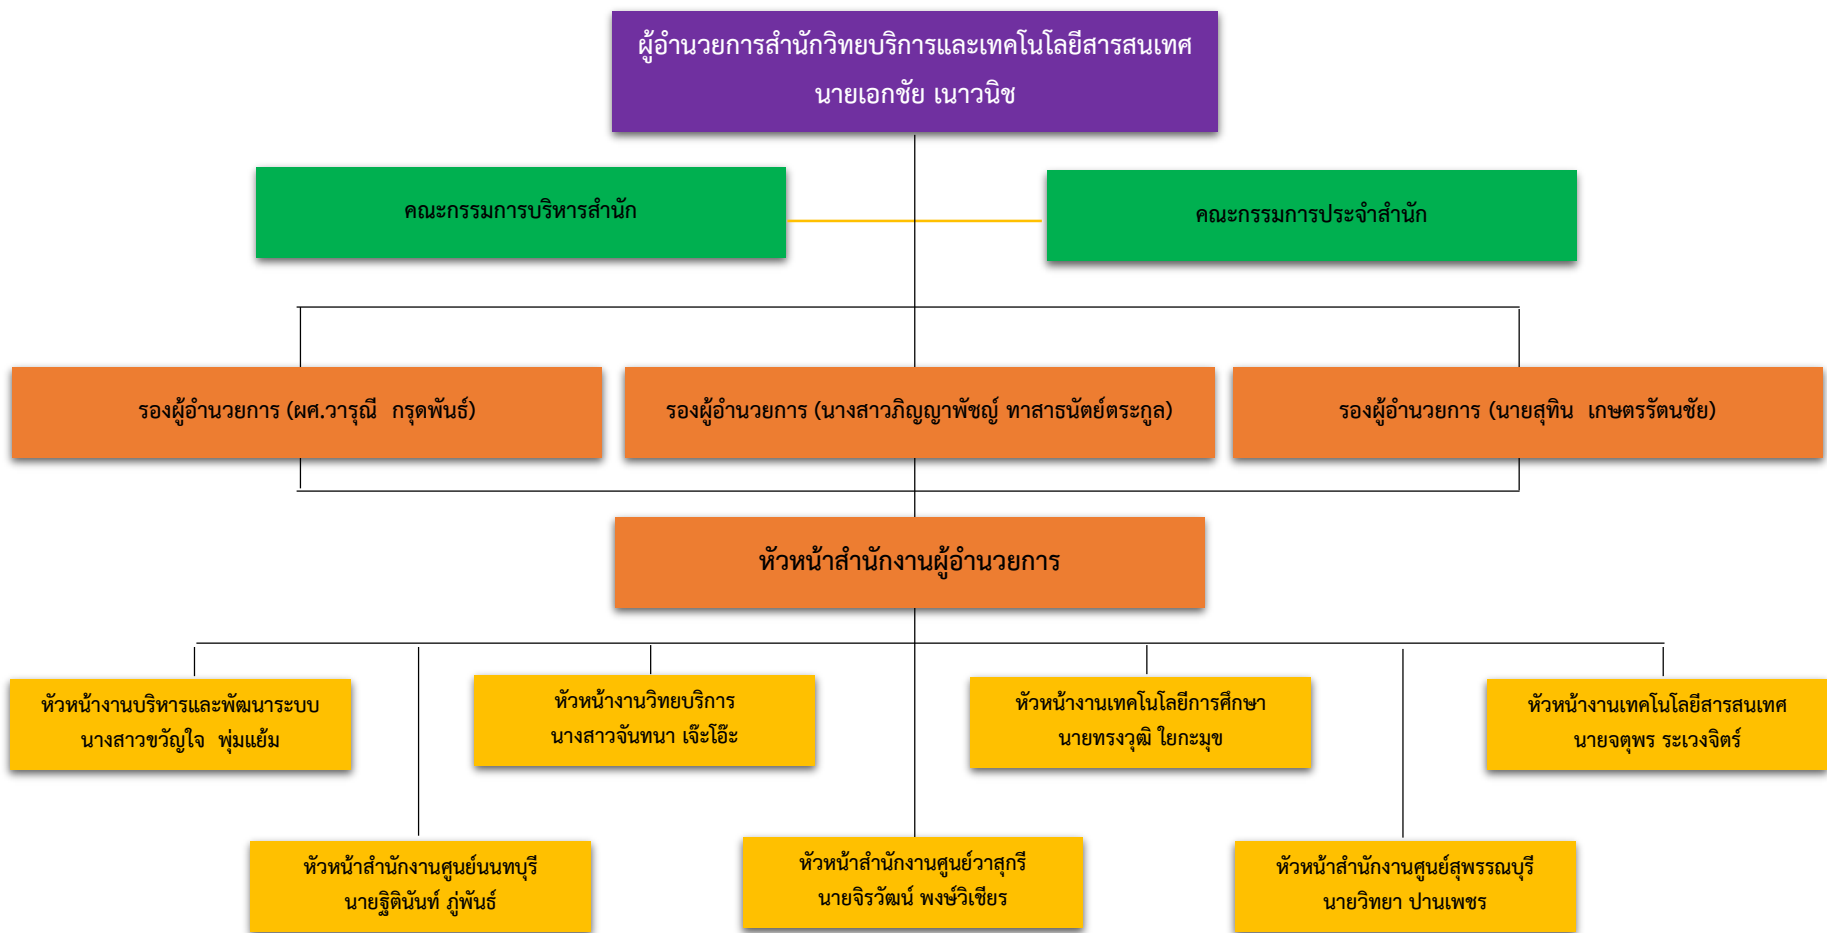 ผู้อำนวยการสำนักวิทยบริการและเทคโนโลยีสารสนเทศ
นายเอกชัย เนาวนิช
คณะกรรมการบริหารสำนัก
คณะกรรมการประจำสำนัก
รองผู้อำนวยการ (ผศ.วารุณี  กรุดพันธ์)
รองผู้อำนวยการ (นางสาวภิญญาพัชญ์ ทาสาธนัตย์ตระกูล)
รองผู้อำนวยการ (นายสุทิน  เกษตรรัตนชัย)
หัวหน้าสำนักงานผู้อำนวยการ
หัวหน้างานบริหารและพัฒนาระบบ
นางสาวขวัญใจ  พุ่มแย้ม
หัวหน้างานวิทยบริการ
นางสาวจันทนา เจ๊ะโอ๊ะ
หัวหน้างานเทคโนโลยีการศึกษา
นายทรงวุฒิ ใยกะมุข
หัวหน้างานเทคโนโลยีสารสนเทศ
นายจตุพร ระเวงจิตร์
หัวหน้าสำนักงานศูนย์นนทบุรี
นายฐิตินันท์ ภู่พันธ์
หัวหน้าสำนักงานศูนย์วาสุกรี
นายจิรวัฒน์ พงษ์วิเชียร
หัวหน้าสำนักงานศูนย์สุพรรณบุรี
นายวิทยา ปานเพชร